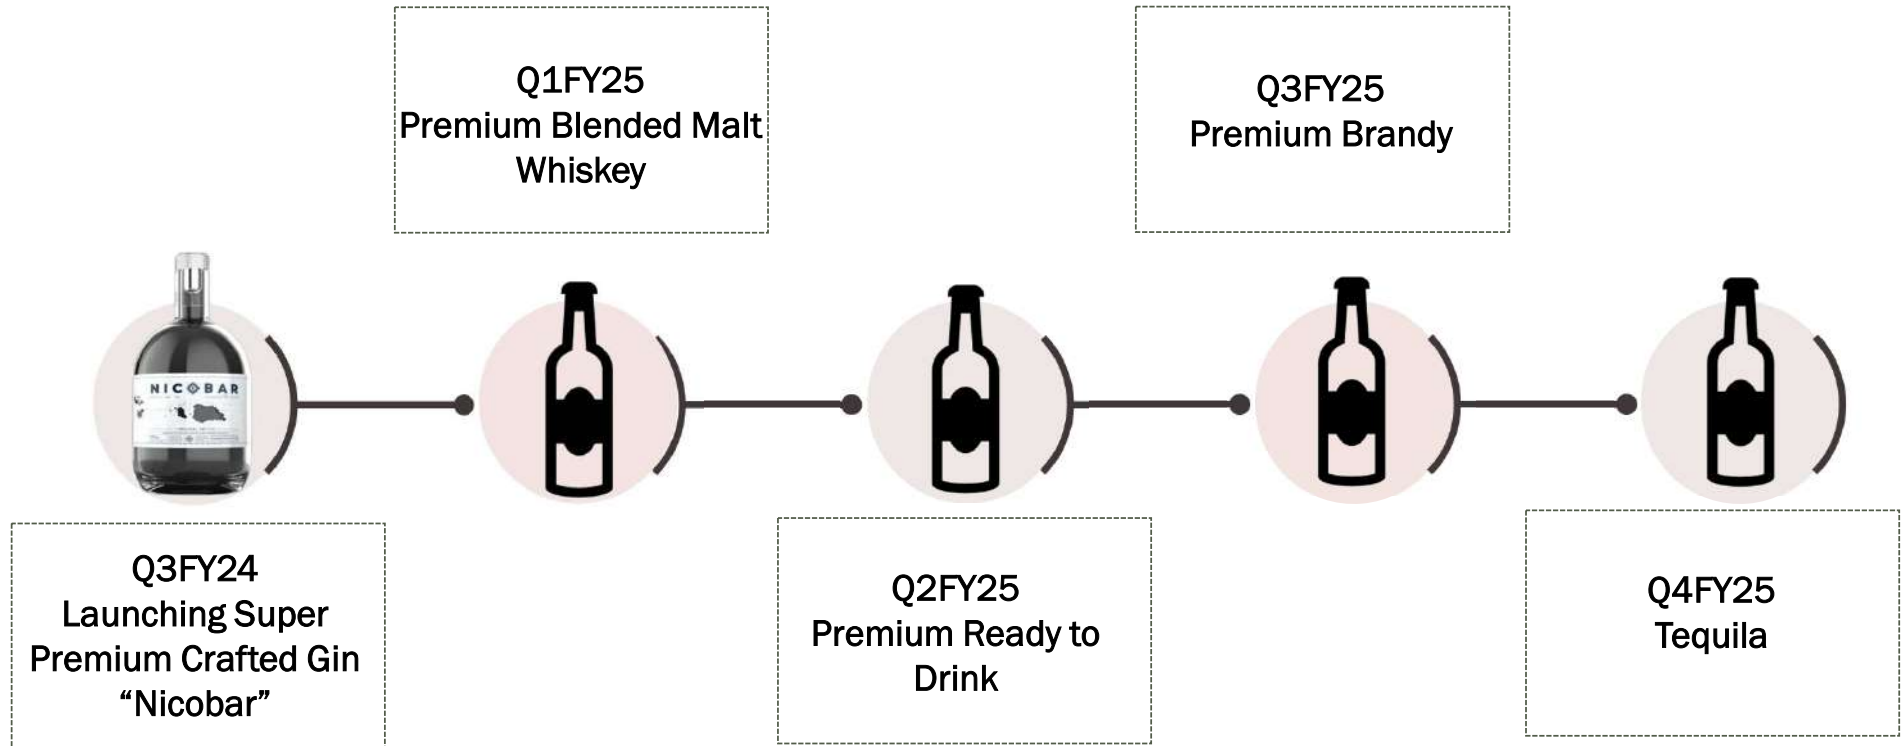 Q1FY25
Premium Blended Malt
Whiskey
Q3FY25
Premium Brandy
NICOBAR
Q3FY24
Launching Super
Premium Crafted Gin
“Nicobar”
Q2FY25
Premium Ready to
Drink
Q4FY25
Tequila